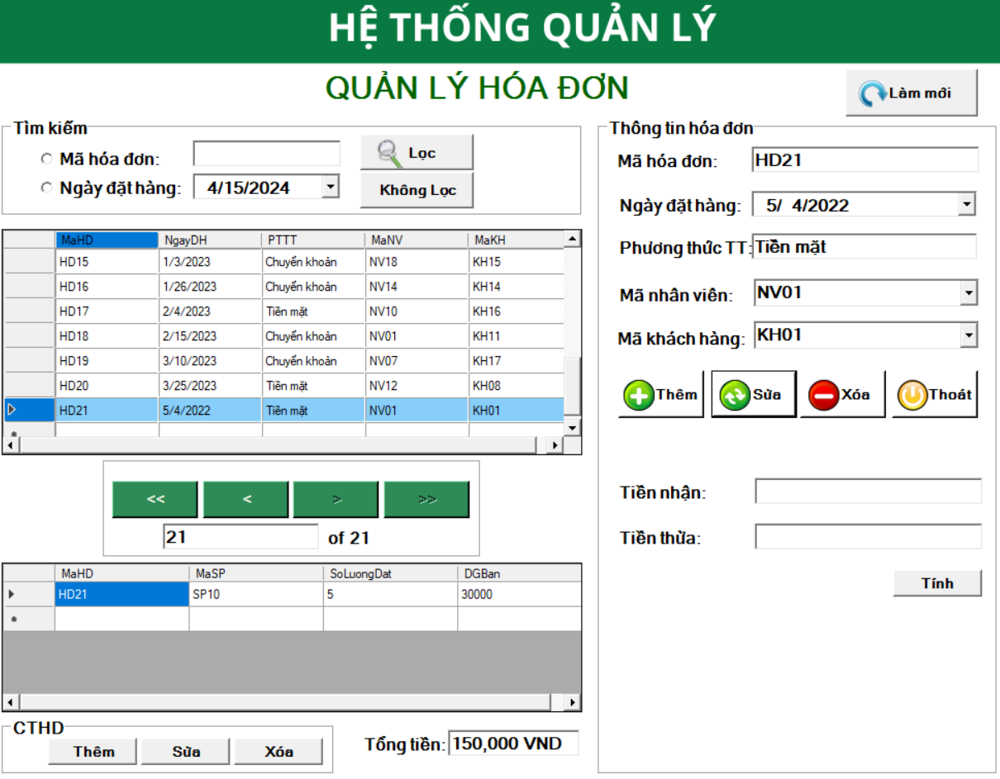 HỆ THỐNG QUẢN LÝ
QUẢN LÝ HÓA ĐƠN
Làm mới
Tìm kiếm
Mã hóa đơn:
Lọc
Ngày đặt hàng: 4/15/2024
Không Lọc
MaHD NgayDH PTTT MaNV MaKH
HD15 1/3/2023 Chuyển khoản NV18 KH15
HD16 1/26/2023 Chuyển khoản NV14 KH14
HD17 2/4/2023 Tiền mặt NV10 KH16
HD18 2/15/2023 Chuyển khoản NV01 KH11
HD19 3/10/2023 Chuyển khoản NV07 KH17
HD20 3/25/2023 Tiền mặt NV12 KH08
HD21 5/4/2022 Tiền mặt NV01 KH01
<< < > >>
21 of 21
MaHD MaSP SoLuongDat DGBan
HD21 SP10 5 30000
CTHD
Thêm Sửa Xóa
Tổng tiền: 150,000 VND
Thông tin hóa đơn
Mã hóa đơn: HD21
Ngày đặt hàng: 5/ 4/2022
Phương thức TT: Tiền mặt
Mã nhân viên: NV01
Mã khách hàng: KH01
Thêm Sửa Xóa Thoát
Tiền nhận:
Tiền thừa:
Tính